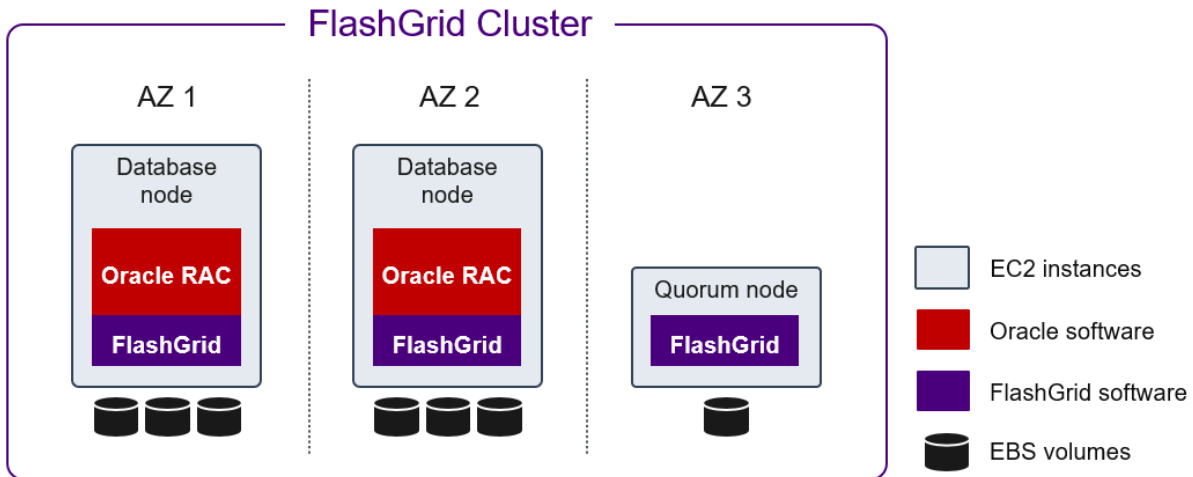 FlashGrid Cluster
AZ 1
AZ 2
AZ 3
Database
node
Oracle RAC
FlashGrid
Database
node
Oracle RAC
FlashGrid
Quorum node
FlashGrid
EC2 instances
Oracle software
FlashGrid software
EBS volumes